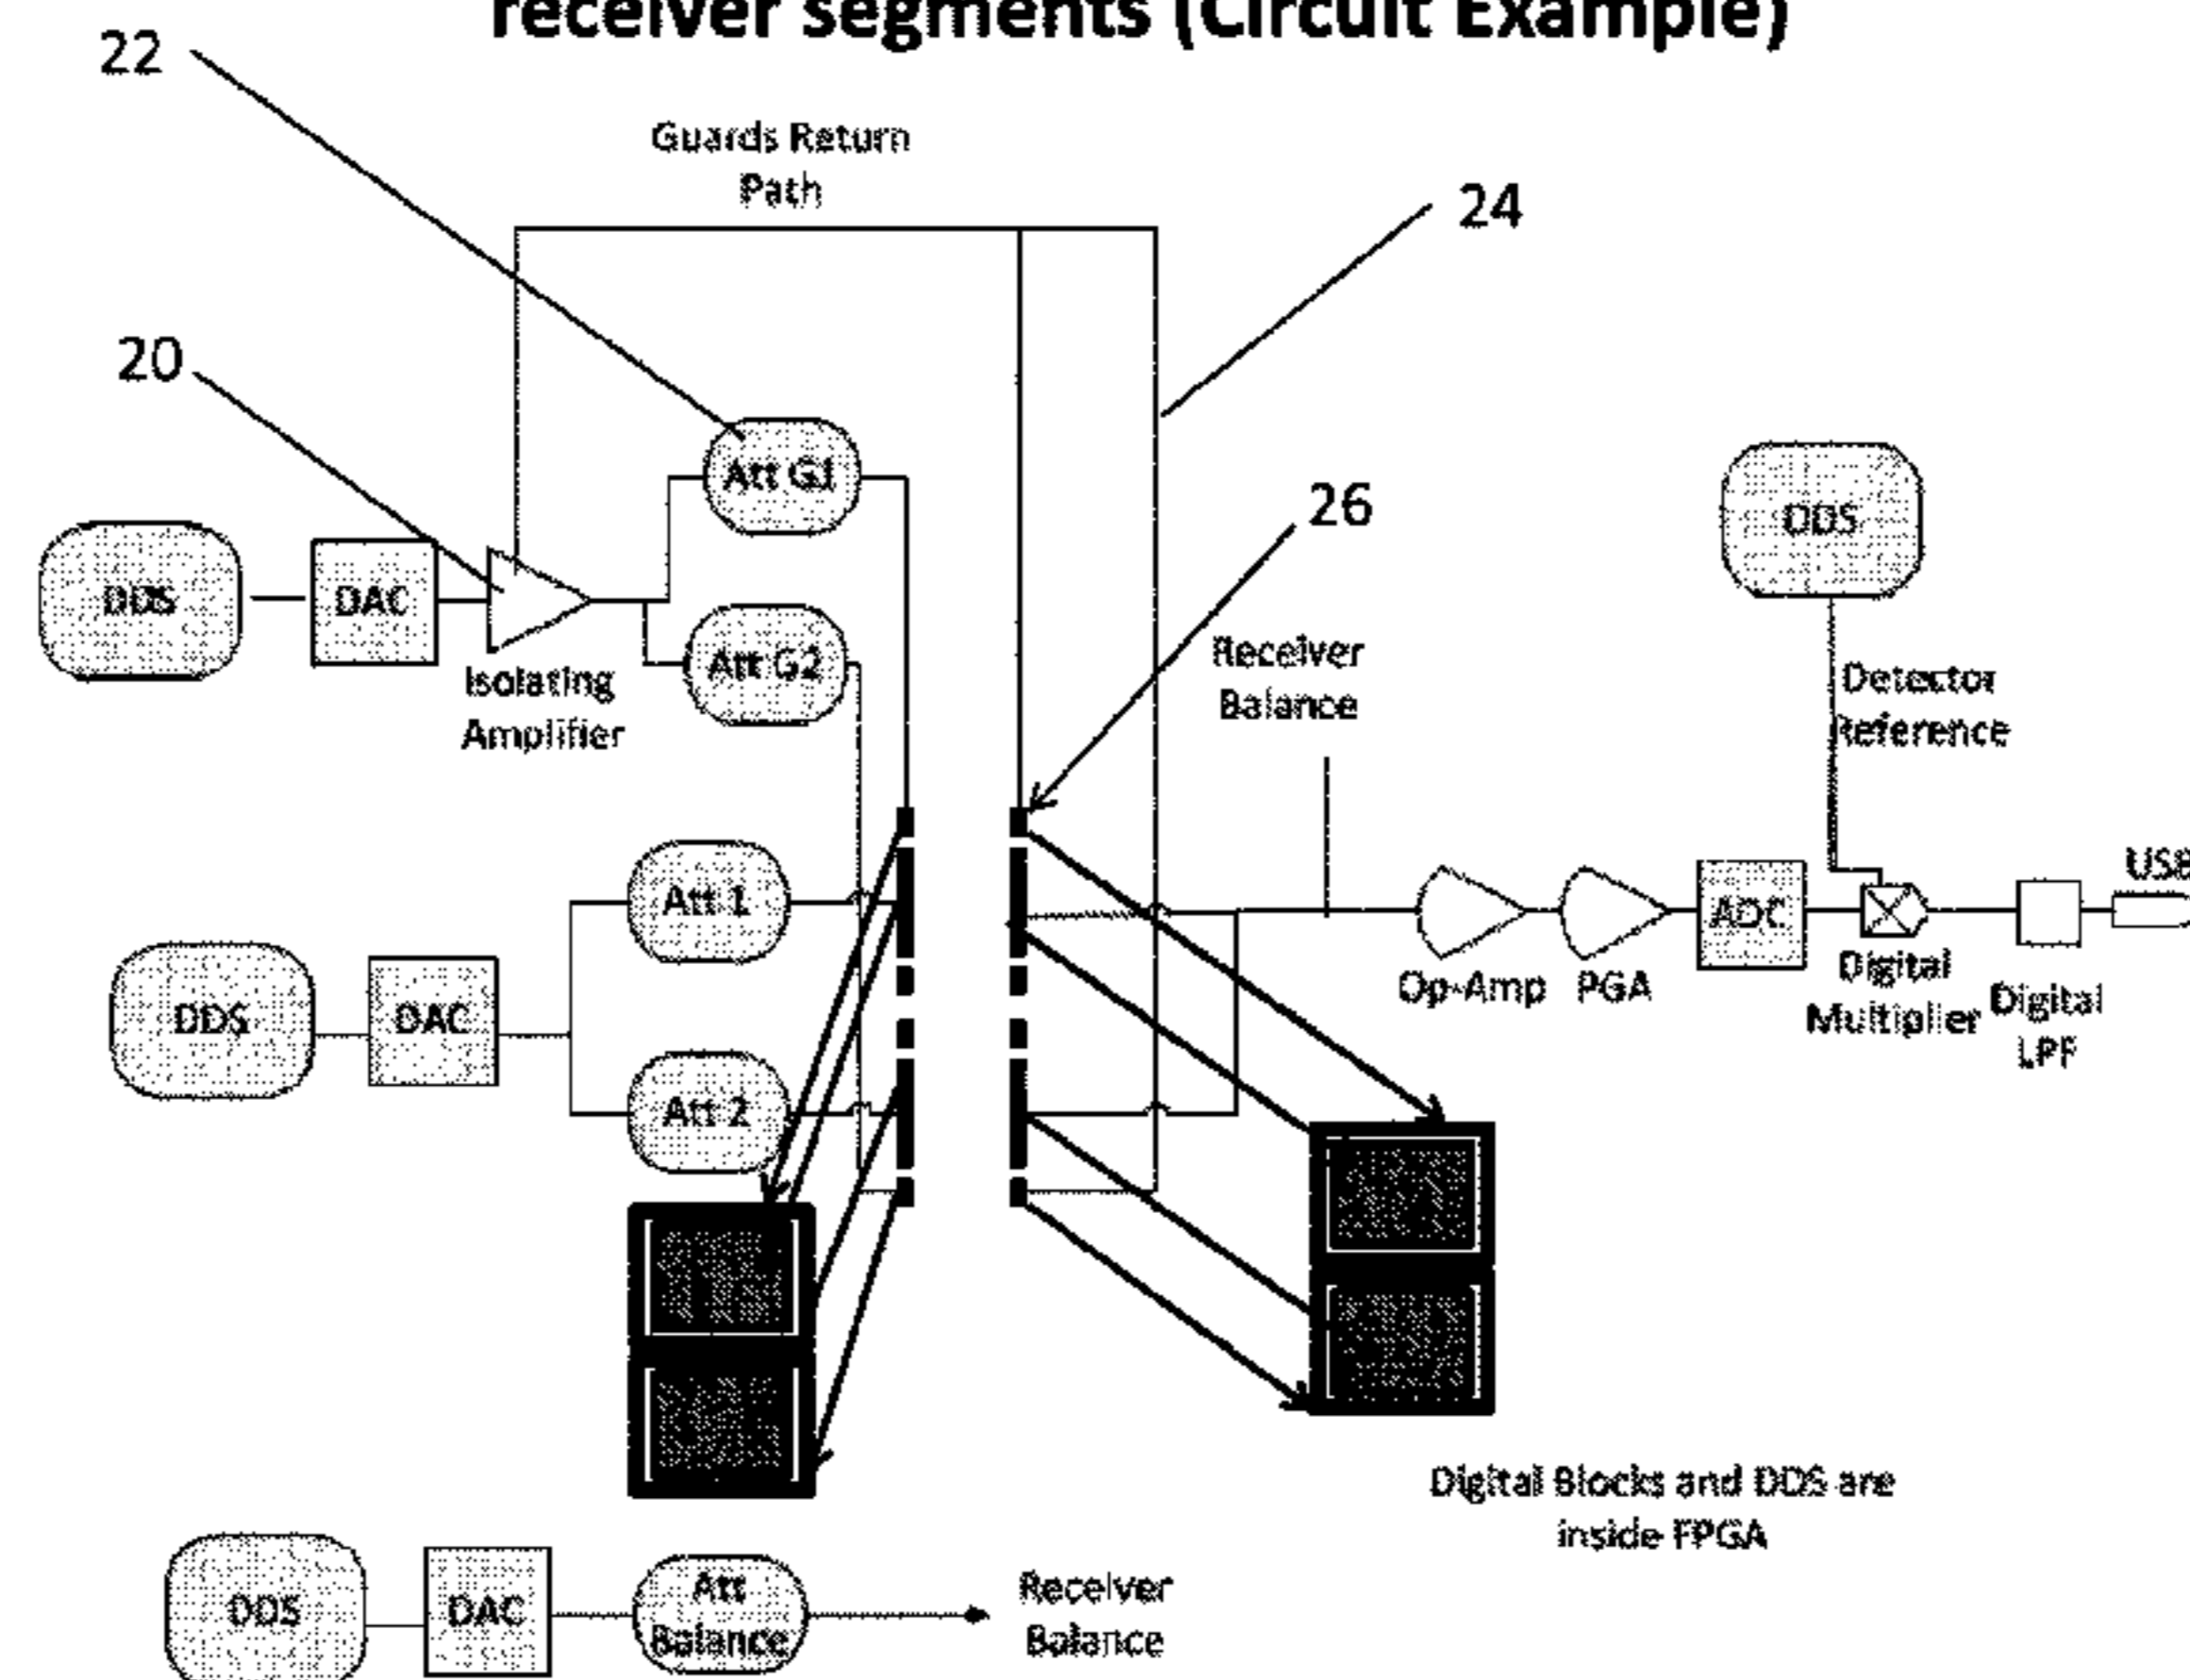 receiver segments (Circuit Example)
22
Guards Return
Path
24
20
Att G1
26
DDS
DDS
DAC
Att G2
Isolating
Amplifier
Receiver
Balance
Detector
Reference
Att 1
USB
ADC
Op-Amp
PGA
Digital
Multiplier
Digital
LPF
DDS
DAC
Att 2
Digital Blocks and DDS are
inside FPGA
DDS
DAC
Att
Balance
Receiver
Balance